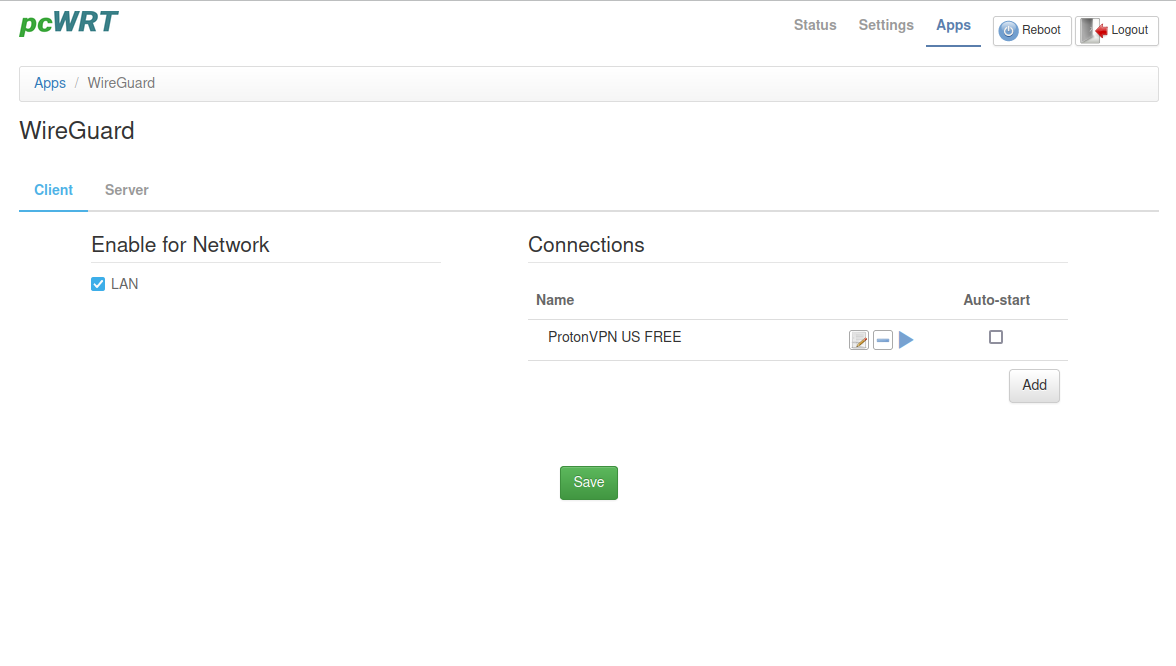 pcWRT
Status Settings Apps Reboot Logout
Apps / WireGuard
WireGuard
Client Server
Enable for Network
LAN
Connections
Name Auto-start
ProtonVPN US FREE
Add
Save